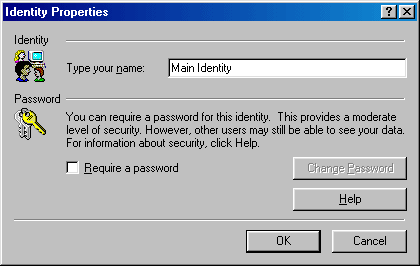 Identity Properties
Identity
Type your name: Main Identity
Password
You can require a password for this identity. This provides a moderate
level of security. However, other users may still be able to see your data.
For information about security, click Help.
Require a password
Change Password
Help
OK Cancel